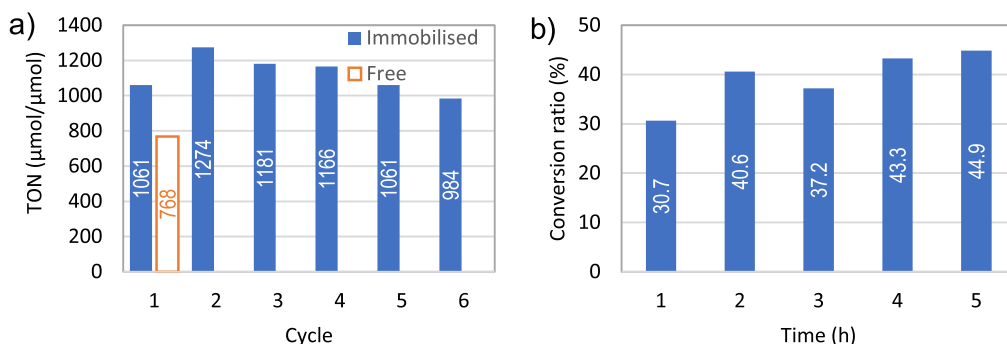 a)
TON (µmol/µmol)
1400
1200
1000
800
600
400
200
0
Immobilised
Free
1061
768
1274
1181
1166
1061
984
1 2 3 4 5 6
Cycle
b)
Conversion ratio (%)
50
40
30
20
10
0
30.7
40.6
37.2
43.3
44.9
1 2 3 4 5
Time (h)